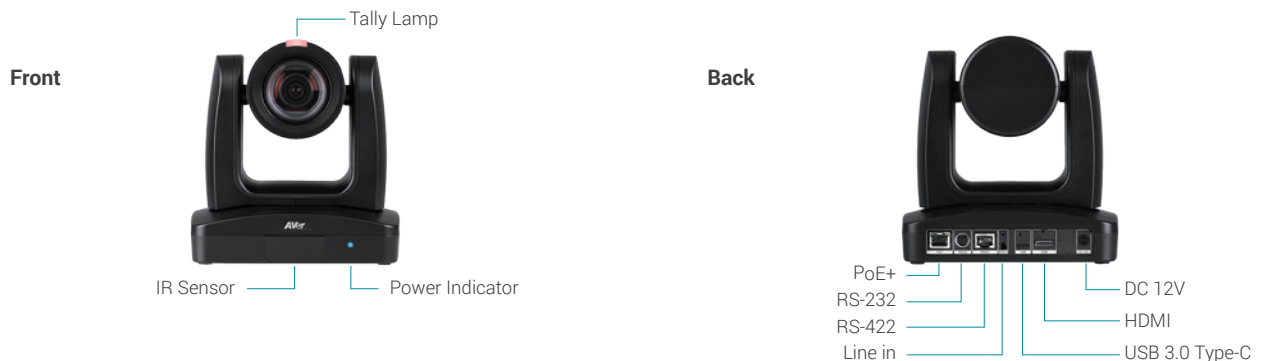 Tally Lamp
Front
AVer
IR Sensor
Power Indicator
Back
PoE+
RS-232
RS-422
Line in
DC 12V
HDMI
USB 3.0 Type-C